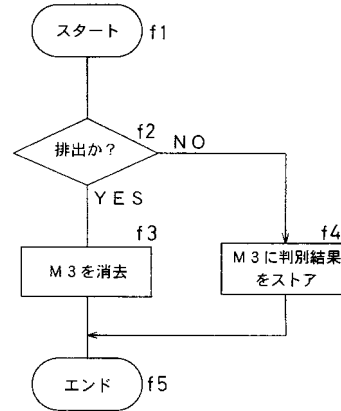 スタート f1
f2
排出か? NO
YES
f3
M3を消去
f4
M3に判別結果
をストア
エンド f5